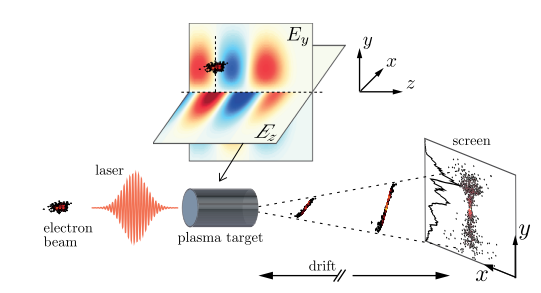 E_y
y
x
z
E_z
screen
laser
electron
beam
plasma target
drift
y
x